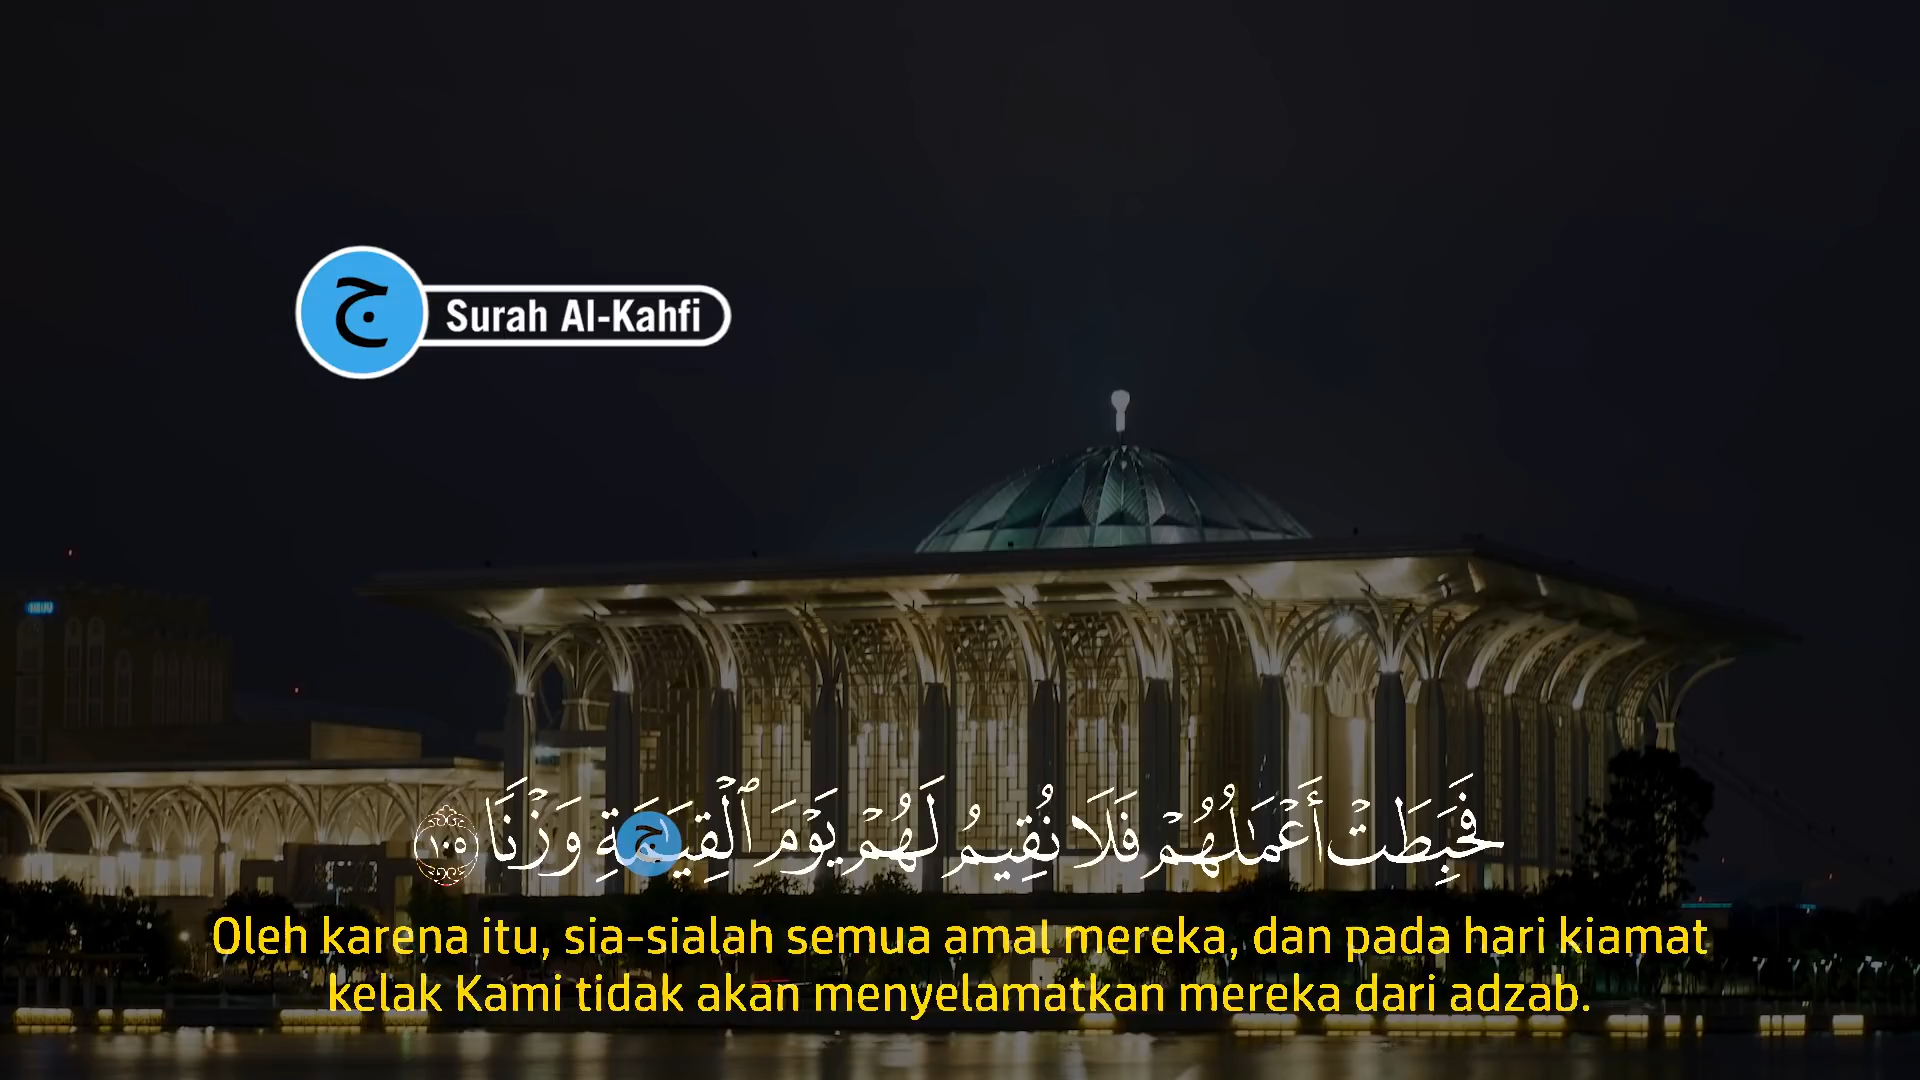 ج
Surah Al-Kahfi
فَحَبِطَتْ أَعْمَـٰلُهُمْ فَلَا نُقِيمُ لَهُمْ يَوْمَ ٱلْقِيَـٰمَةِ وَزْنًا ١٠٥
ج
Oleh karena itu, sia-sialah semua amal mereka, dan pada hari kiamat
kelak Kami tidak akan menyelamatkan mereka dari adzab.